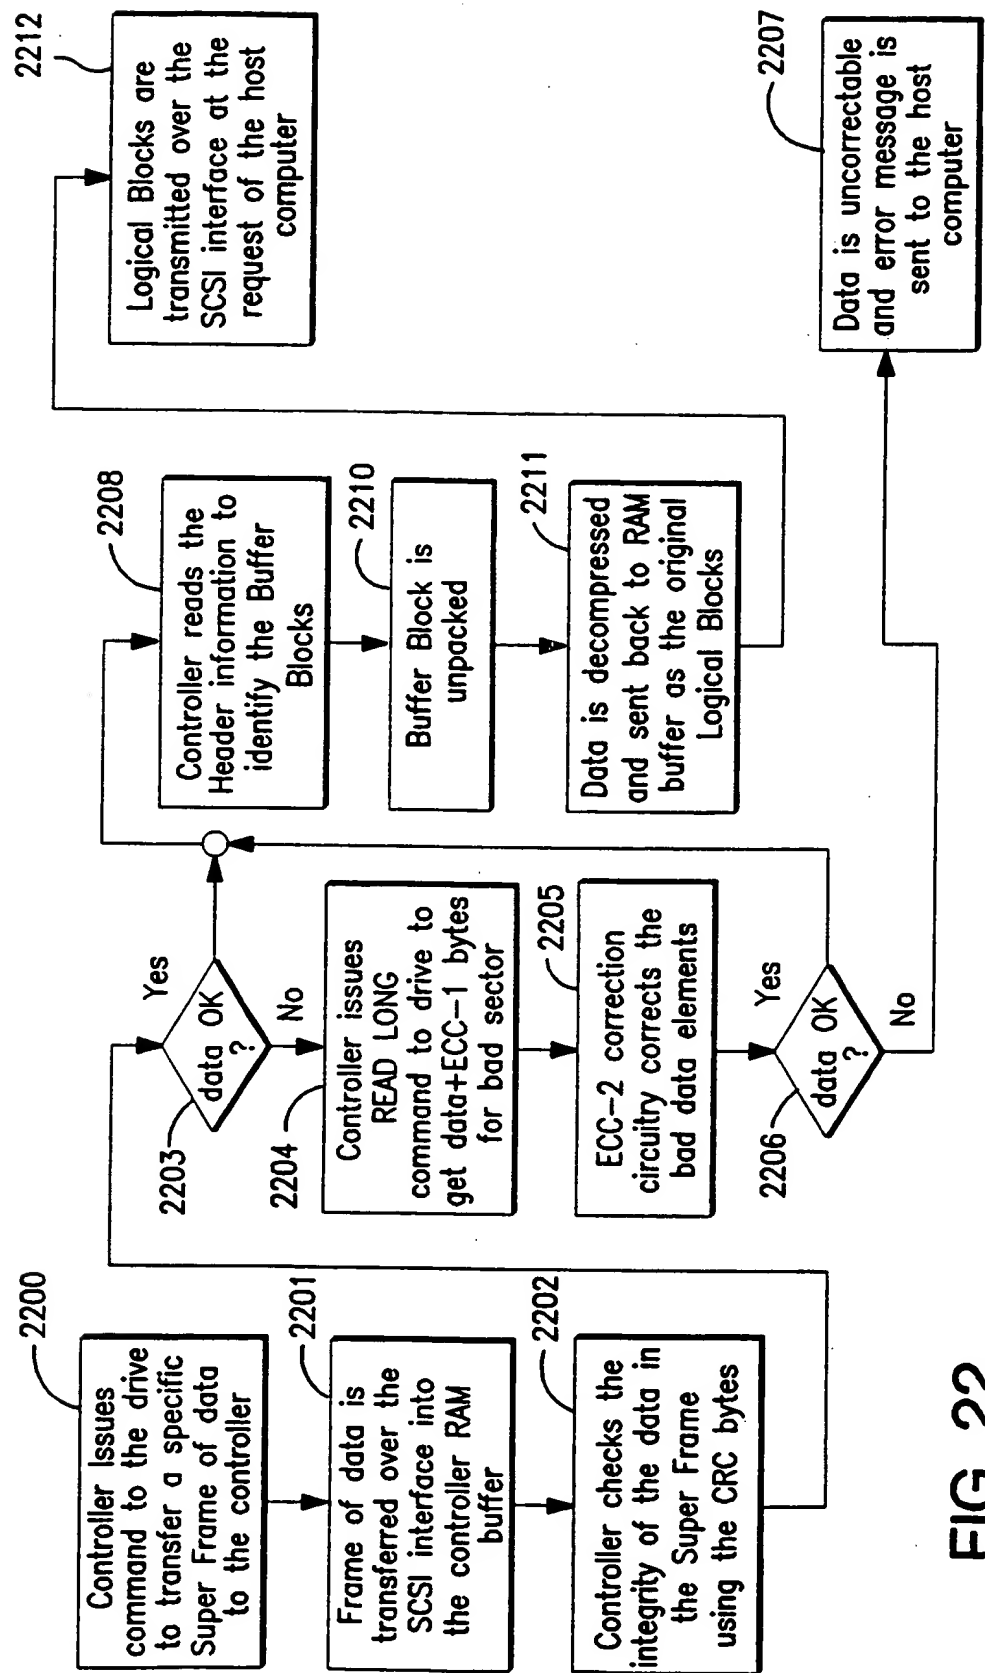 2200
Controller Issues
command to the drive
to transfer a specific
Super Frame of data
to the controller
2201
Frame of data is
transferred over the
SCSI interface into
the controller RAM
buffer
2202
Controller checks the
integrity of the data in
the Super Frame
using the CRC bytes
2203
data OK
?
Yes
No
2204
Controller issues
READ LONG
command to drive to
get data+ECC-1 bytes
for bad sector
2205
ECC-2 correction
circuitry corrects the
bad data elements
2206
data OK
?
Yes
No
2208
Controller reads the
Header information to
identify the Buffer
Blocks
2210
Buffer Block is
unpacked
2211
Data is decompressed
and sent back to RAM
buffer as the original
Logical Blocks
2212
Logical Blocks are
transmitted over the
SCSI interface at the
request of the host
computer
2207
Data is uncorrectable
and error message is
sent to the host
computer
FIG. 22